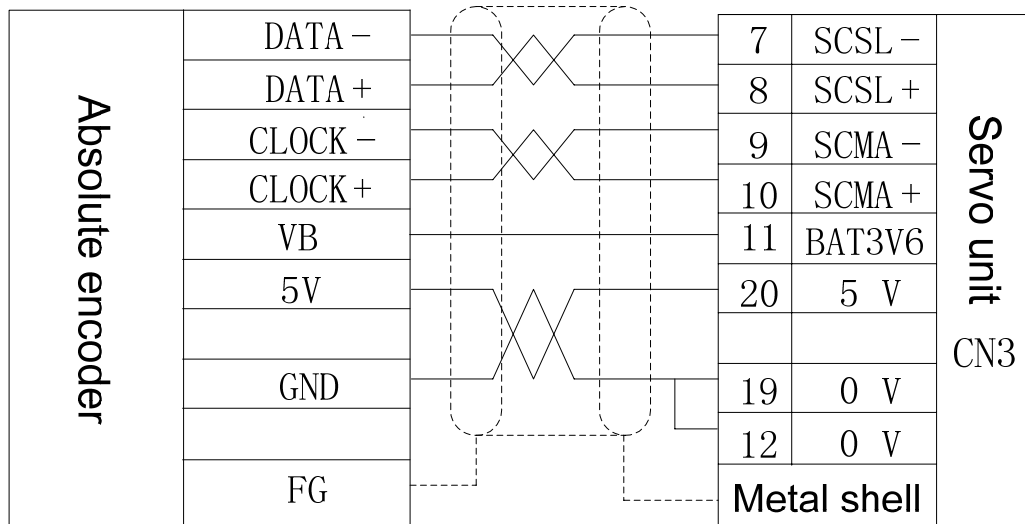 Absolute encoder
DATA- 7 SCSL-
DATA+ 8 SCSL+
CLOCK- 9 SCMA-
CLOCK+ 10 SCMA+
VB 11 BAT3V6
5V 20 5 V
GND 19 0 V
12 0 V
FG Metal shell
Servo unit
CN3